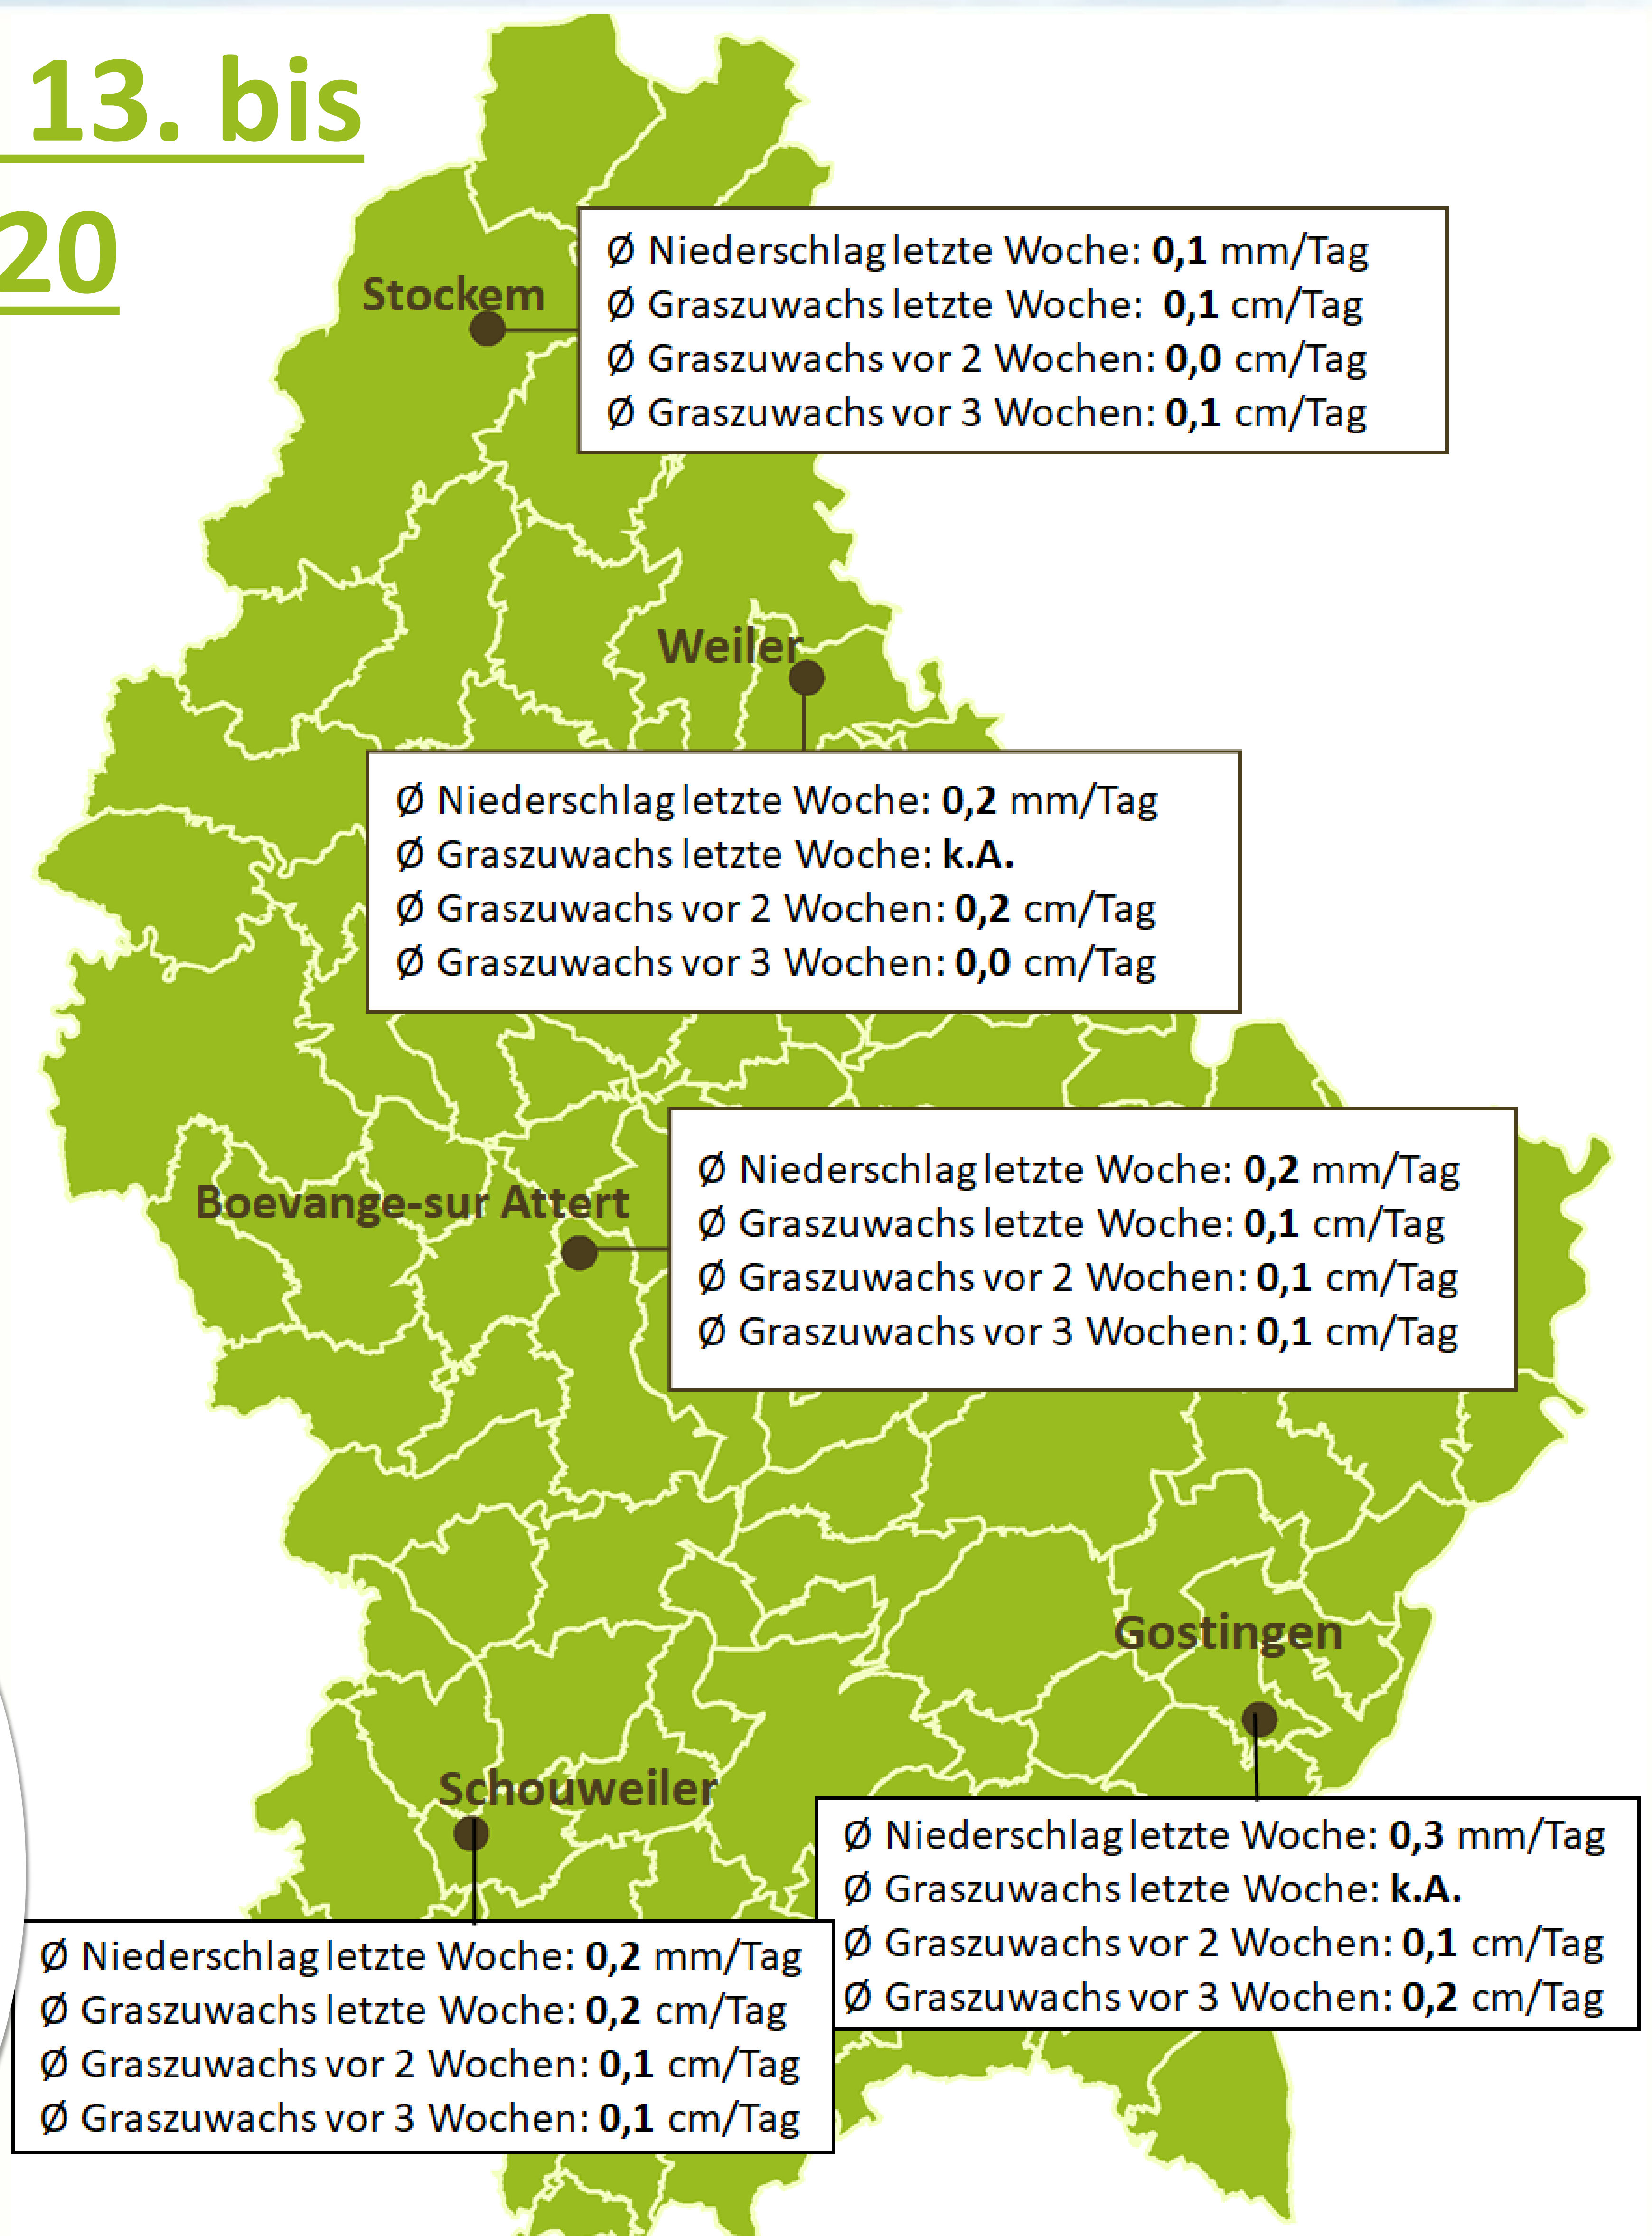 13. bis
20
Stockem
Ø Niederschlag letzte Woche: 0,1 mm/Tag
Ø Graszuwachs letzte Woche: 0,1 cm/Tag
Ø Graszuwachs vor 2 Wochen: 0,0 cm/Tag
Ø Graszuwachs vor 3 Wochen: 0,1 cm/Tag
Weiler
Ø Niederschlag letzte Woche: 0,2 mm/Tag
Ø Graszuwachs letzte Woche: k.A.
Ø Graszuwachs vor 2 Wochen: 0,2 cm/Tag
Ø Graszuwachs vor 3 Wochen: 0,0 cm/Tag
Boevange-sur Attert
Ø Niederschlag letzte Woche: 0,2 mm/Tag
Ø Graszuwachs letzte Woche: 0,1 cm/Tag
Ø Graszuwachs vor 2 Wochen: 0,1 cm/Tag
Ø Graszuwachs vor 3 Wochen: 0,1 cm/Tag
Gostingen
Ø Niederschlag letzte Woche: 0,3 mm/Tag
Ø Graszuwachs letzte Woche: k.A.
Ø Graszuwachs vor 2 Wochen: 0,1 cm/Tag
Ø Graszuwachs vor 3 Wochen: 0,2 cm/Tag
Schouweiler
Ø Niederschlag letzte Woche: 0,2 mm/Tag
Ø Graszuwachs letzte Woche: 0,2 cm/Tag
Ø Graszuwachs vor 2 Wochen: 0,1 cm/Tag
Ø Graszuwachs vor 3 Wochen: 0,1 cm/Tag